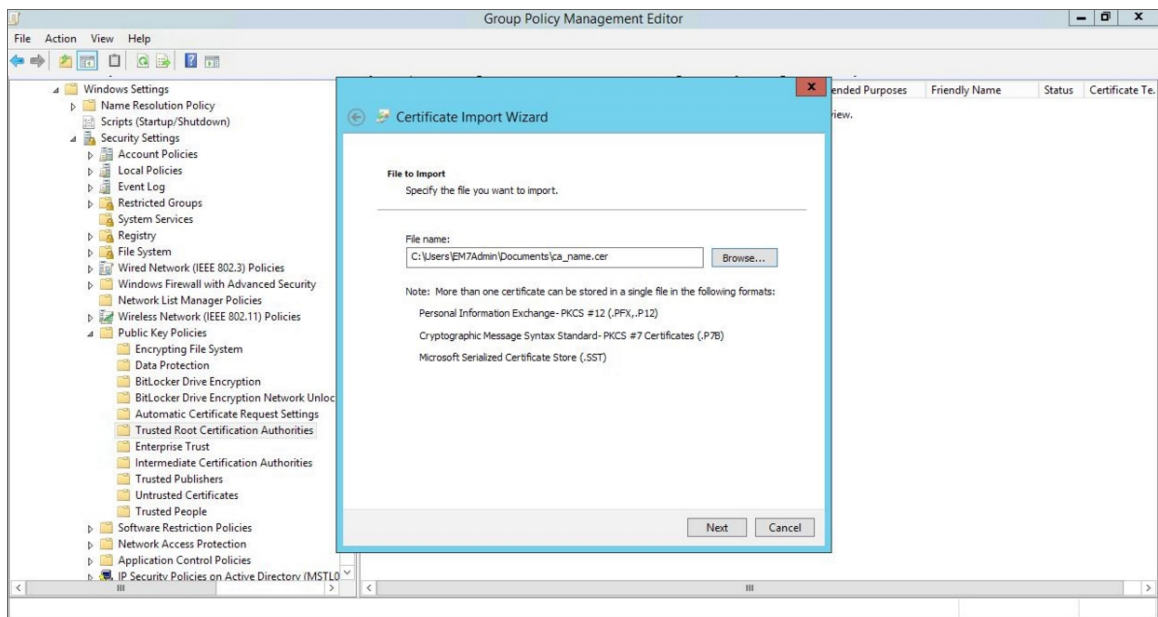 Group Policy Management Editor
File Action View Help
Windows Settings
Name Resolution Policy
Scripts (Startup/Shutdown)
Security Settings
Account Policies
Local Policies
Event Log
Restricted Groups
System Services
Registry
File System
Wired Network (IEEE 802.3) Policies
Windows Firewall with Advanced Security
Network List Manager Policies
Wireless Network (IEEE 802.11) Policies
Public Key Policies
Encrypting File System
Data Protection
BitLocker Drive Encryption
BitLocker Drive Encryption Network Unloc
Automatic Certificate Request Settings
Trusted Root Certification Authorities
Enterprise Trust
Intermediate Certification Authorities
Trusted Publishers
Untrusted Certificates
Trusted People
Software Restriction Policies
Network Access Protection
Application Control Policies
IP Security Policies on Active Directory (MSTL0
Certificate Import Wizard
File to Import
Specify the file you want to import.
File name:
C:\Users\EM7Admin\Documents\ca_name.cer
Browse...
Note: More than one certificate can be stored in a single file in the following formats:
Personal Information Exchange- PKCS #12 (.PFX,.P12)
Cryptographic Message Syntax Standard- PKCS #7 Certificates (.P7B)
Microsoft Serialized Certificate Store (.SST)
Next Cancel
ended Purposes Friendly Name Status Certificate Te.
view.